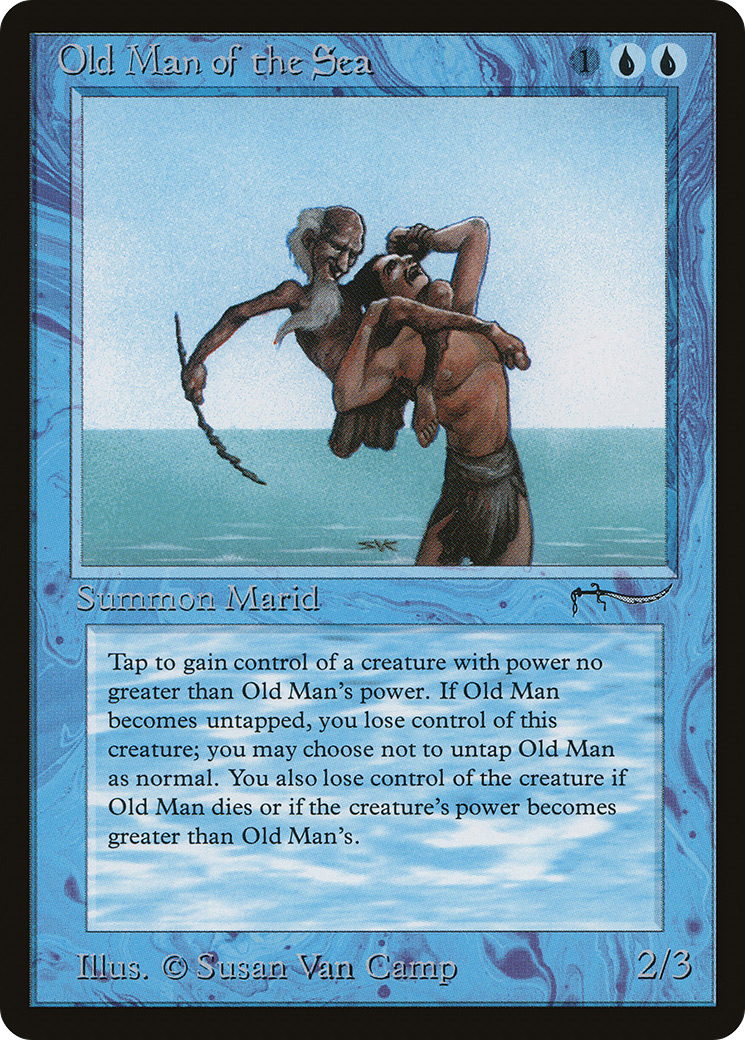 Old Man of the Sea 1
SVC
Summon Marid
Tap to gain control of a creature with power no
greater than Old Man's power. If Old Man
becomes untapped, you lose control of this
creature; you may choose not to untap Old Man
as normal. You also lose control of the creature if
Old Man dies or if the creature's power becomes
greater than Old Man's.
Illus. © Susan Van Camp 2/3